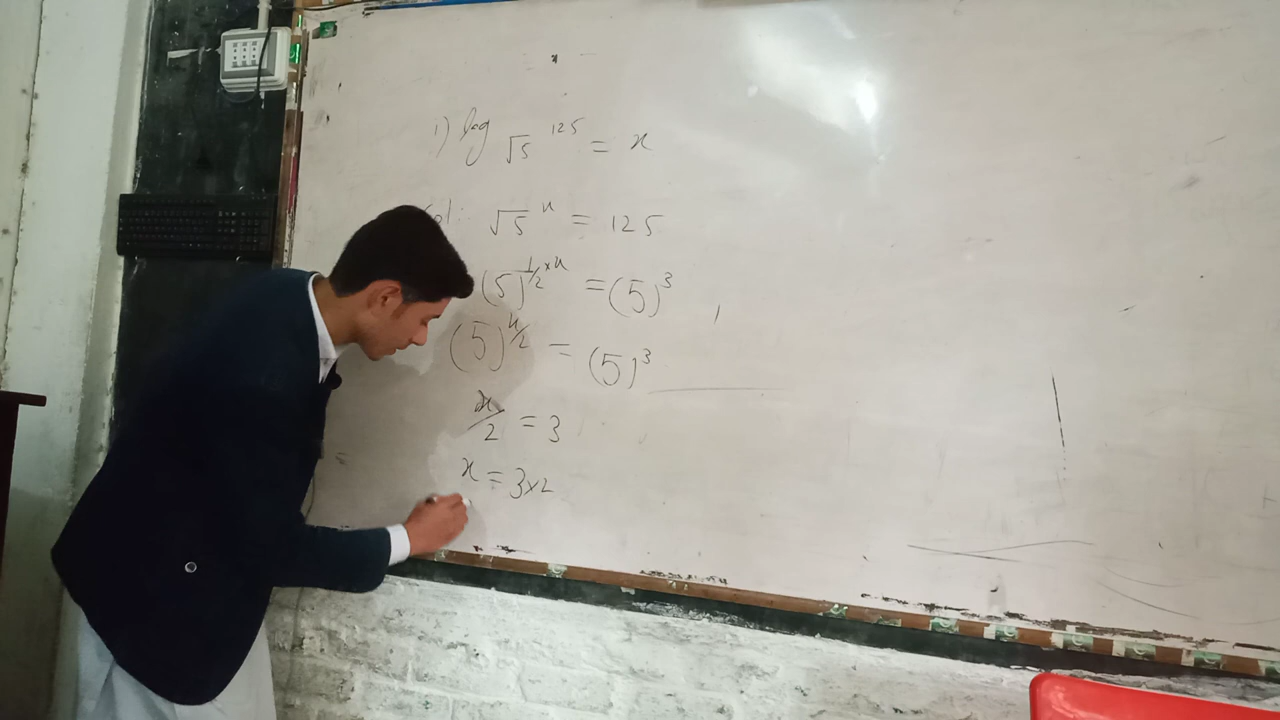 1) log √5 125 = x
Sol: √5 x = 125
(5) 1/2 × x = (5)³
(5) x/2 = (5)³
x/2 = 3
x = 3×2